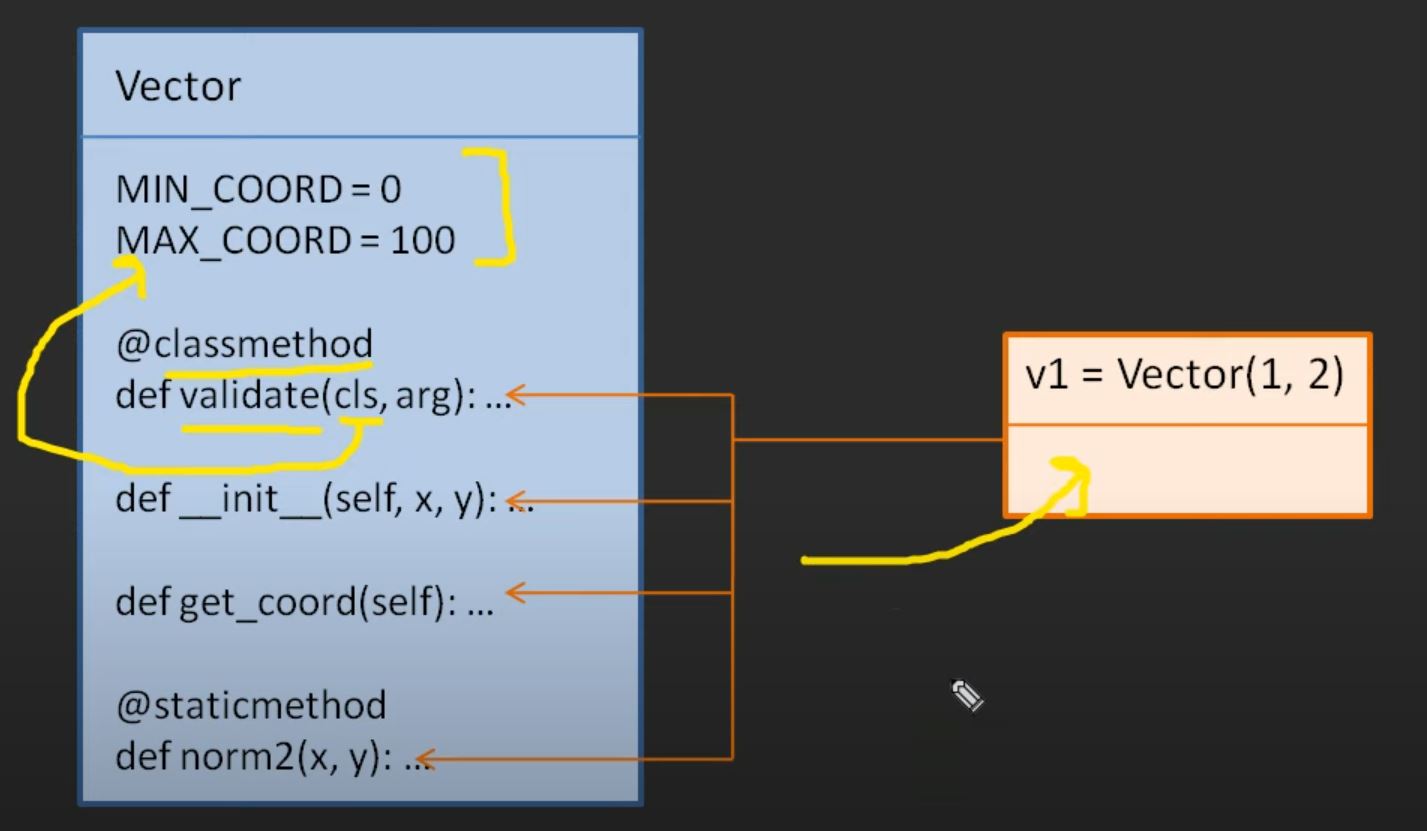 Vector
MIN_COORD = 0
MAX_COORD = 100
@classmethod
def validate(cls, arg): ...
def __init__(self, x, y): ...
def get_coord(self): ...
@staticmethod
def norm2(x, y): ...
v1 = Vector(1, 2)